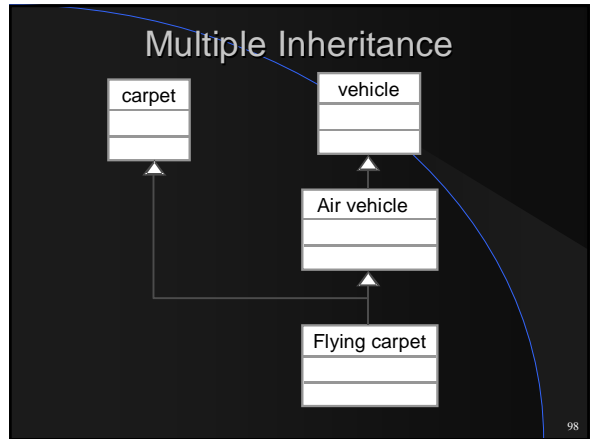 Multiple Inheritance
carpet
vehicle
Air vehicle
Flying carpet
98